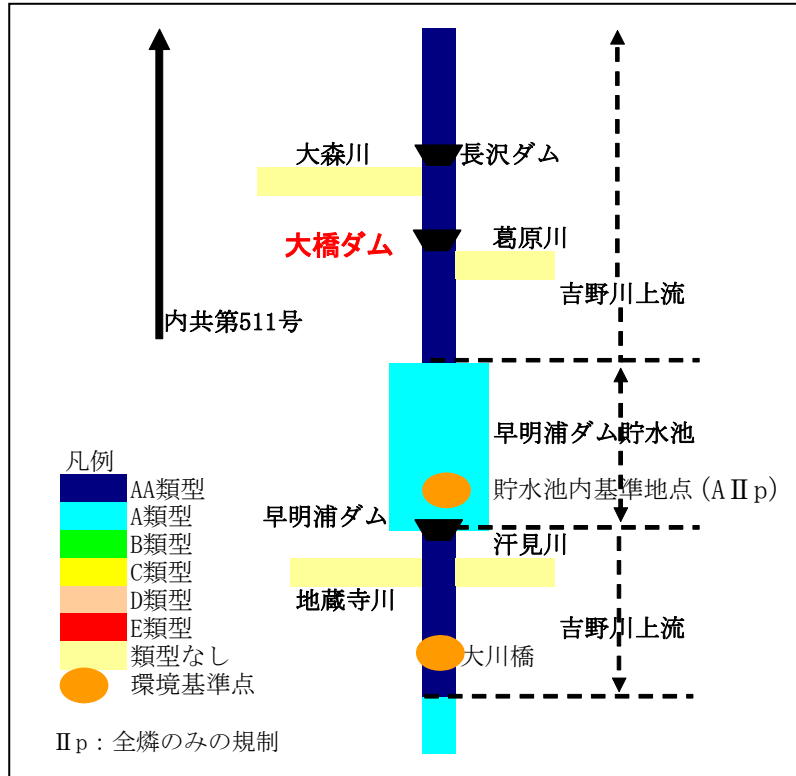 大森川
長沢ダム
大橋ダム
葛原川
吉野川上流
内共第511号
早明浦ダム貯水池
凡例
AA類型
貯水池内基準地点(AⅡp)
A類型
早明浦ダム
B類型
汗見川
C類型
D類型
地蔵寺川
吉野川上流
E類型
類型なし
大川橋
環境基準点
Ⅱp:全燐のみの規制